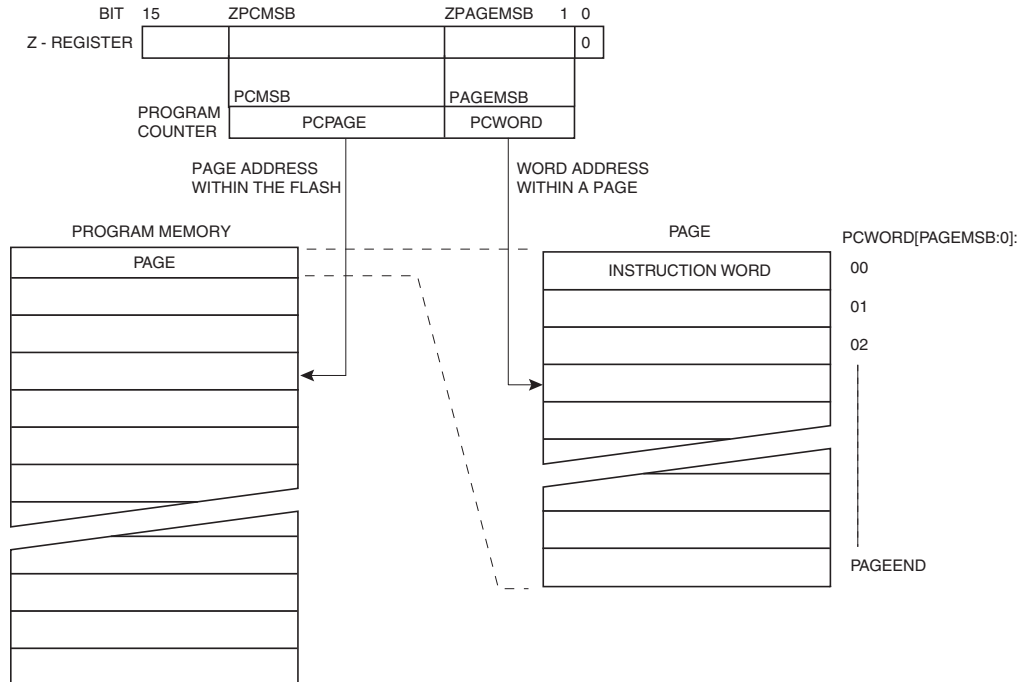 BIT 15 ZPCMSB ZPAGEMSB 1 0
Z - REGISTER 0
PCMSB PAGEMSB
PROGRAM
COUNTER
PCPAGE PCWORD
PAGE ADDRESS
WITHIN THE FLASH
WORD ADDRESS
WITHIN A PAGE
PROGRAM MEMORY
PAGE
PAGE
PCWORD[PAGEMSB:0]:
INSTRUCTION WORD
00
01
02
PAGEEND